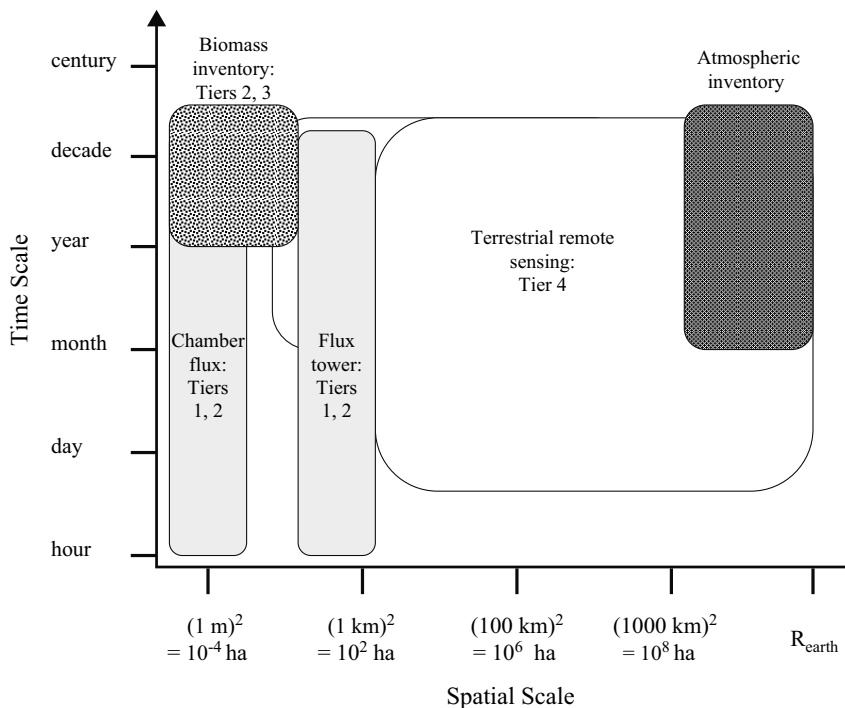 century
decade
year
month
day
hour
Time Scale
Biomass
inventory:
Tiers 2, 3
Atmospheric
inventory
Terrestrial remote
sensing:
Tier 4
Chamber
flux:
Tiers
1, 2
Flux
tower:
Tiers
1, 2
(1 m)²
= 10⁻⁴ ha
(1 km)²
= 10² ha
(100 km)²
= 10⁶ ha
(1000 km)²
= 10⁸ ha
R_earth
Spatial Scale